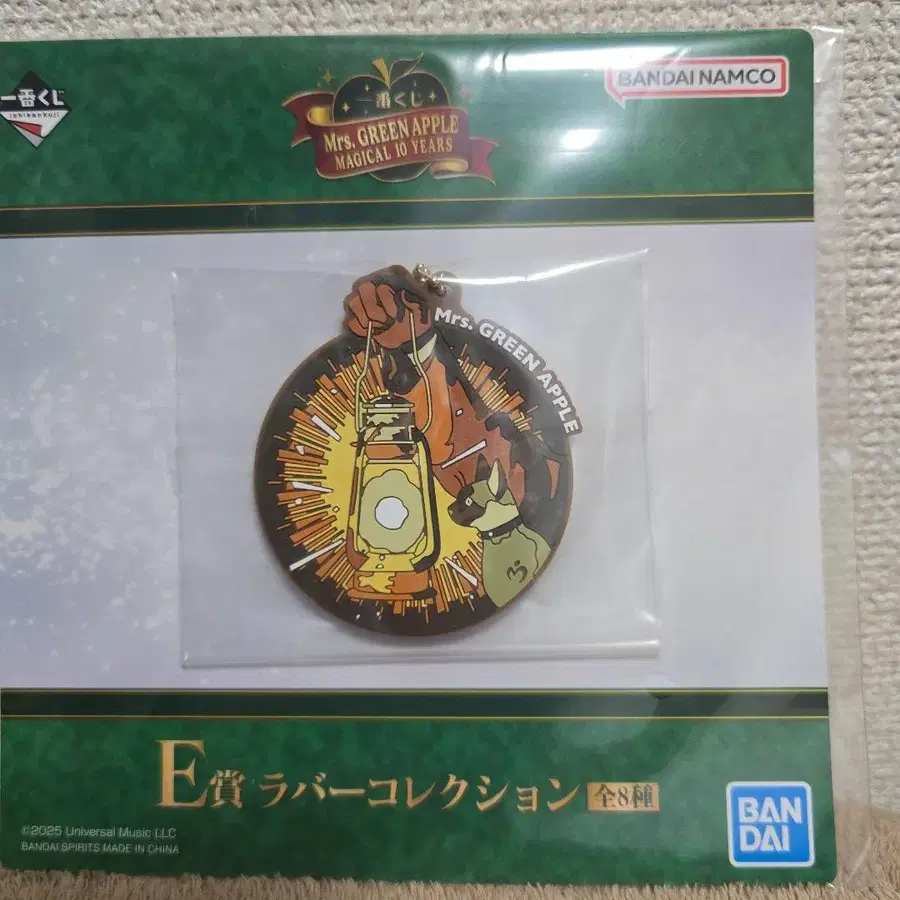 一番くじ
ichibankuji
一番くじ
Mrs. GREEN APPLE
MAGICAL 10 YEARS
BANDAI NAMCO
Mrs. GREEN APPLE
E賞 ラバーコレクション 全8種
©2025 Universal Music LLC
BANDAI SPIRITS MADE IN CHINA
BAN
DAI